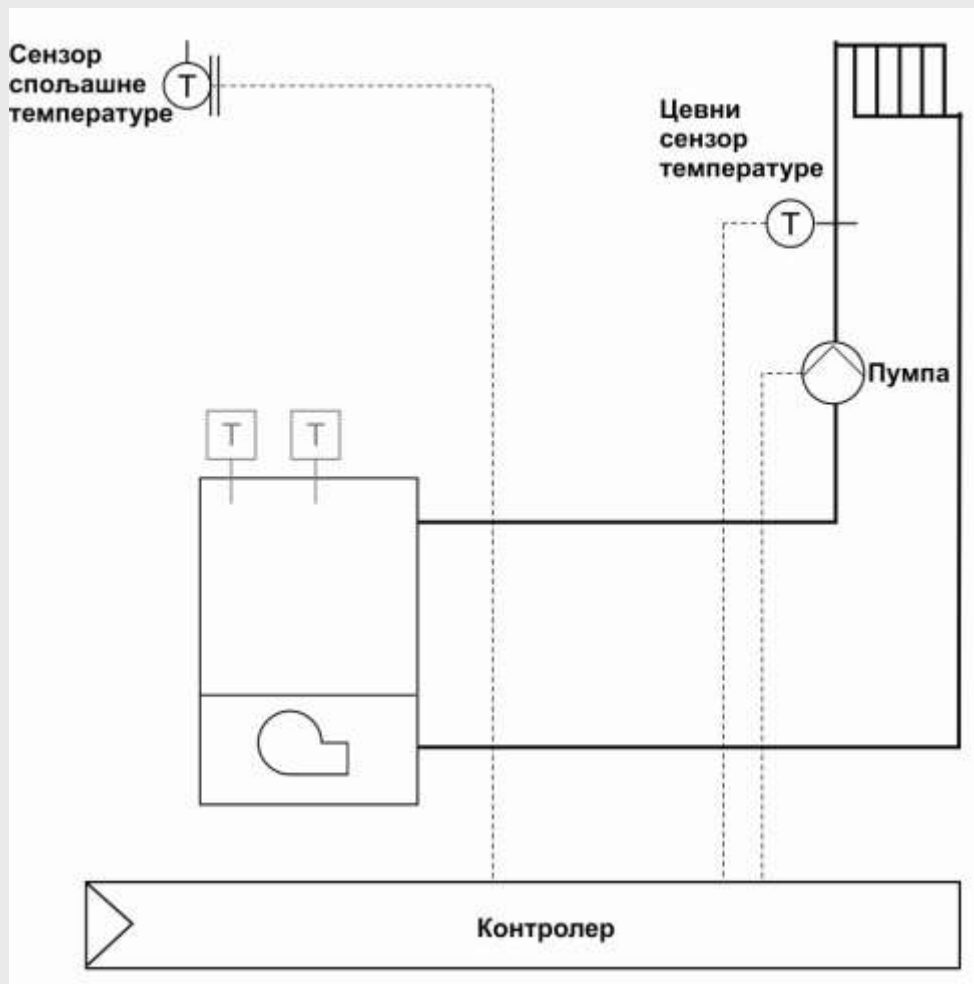 Сензор
спољашне
температуре
T
Цевни
сензор
температуре
T
Пумпа
T
T
Контролер